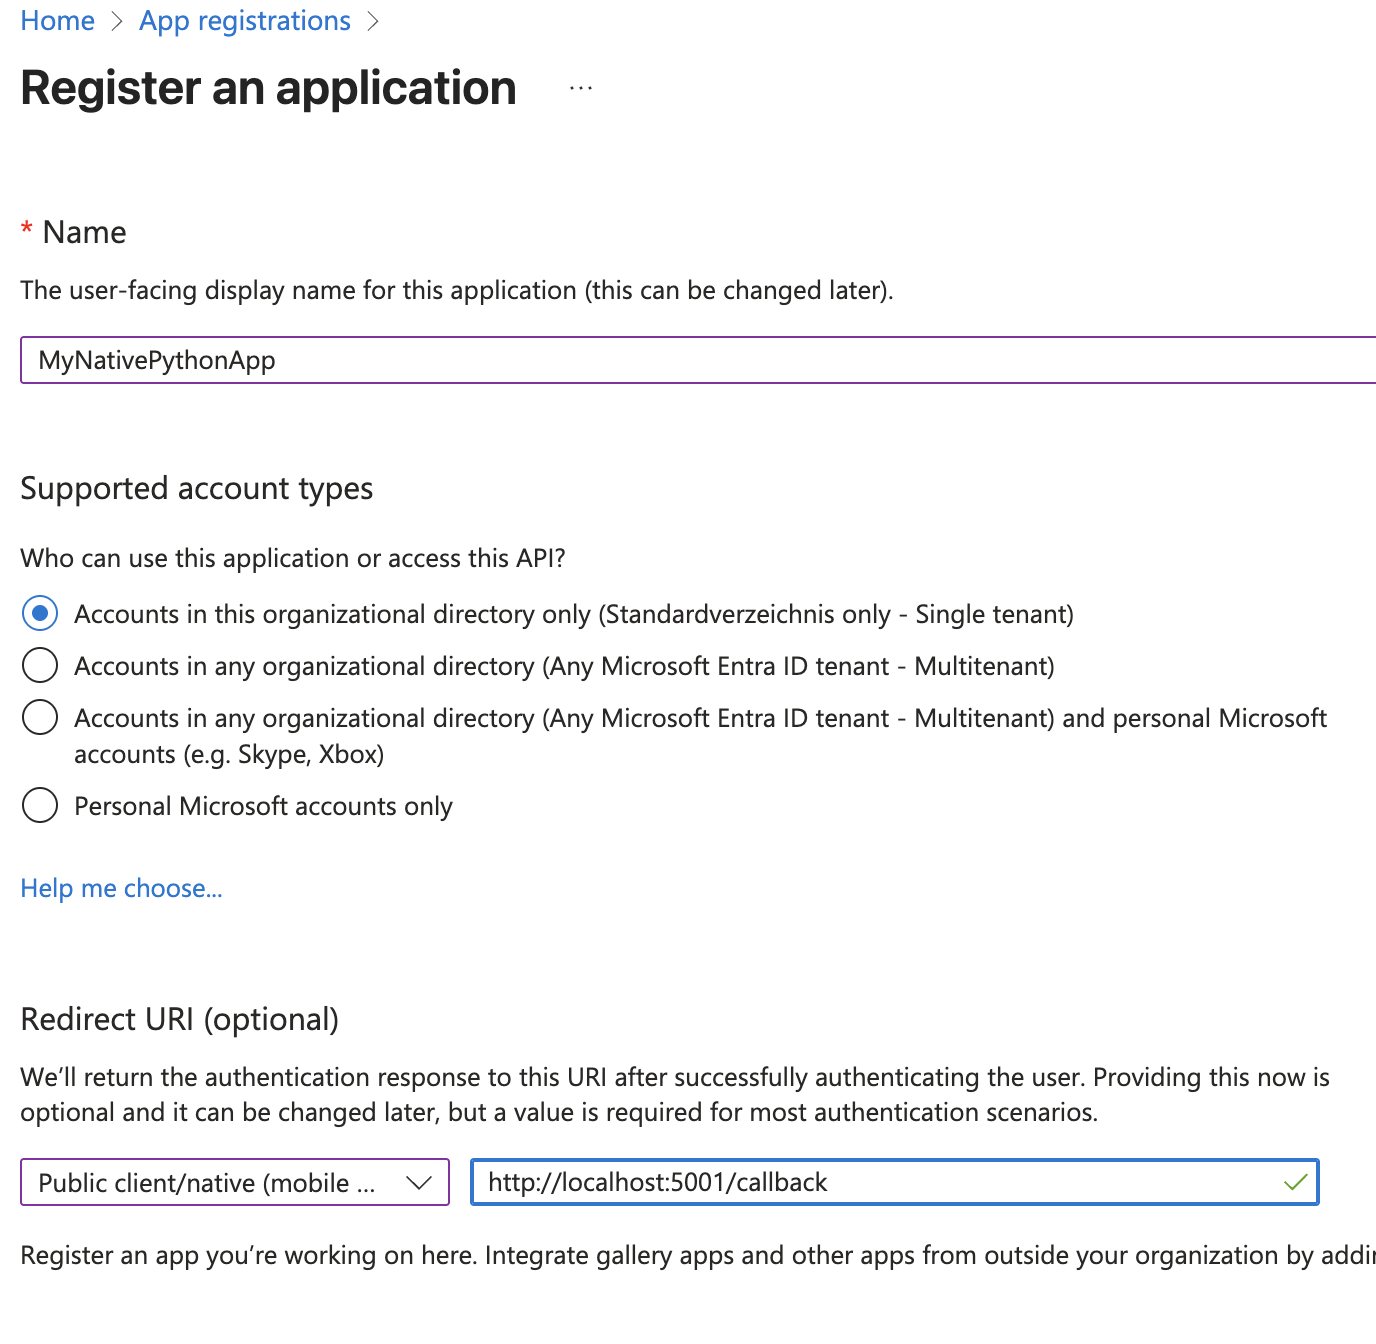 Home > App registrations >
Register an application ...
* Name
The user-facing display name for this application (this can be changed later).
MyNativePythonApp
Supported account types
Who can use this application or access this API?
Accounts in this organizational directory only (Standardverzeichnis only - Single tenant)
Accounts in any organizational directory (Any Microsoft Entra ID tenant - Multitenant)
Accounts in any organizational directory (Any Microsoft Entra ID tenant - Multitenant) and personal Microsoft
accounts (e.g. Skype, Xbox)
Personal Microsoft accounts only
Help me choose...
Redirect URI (optional)
We’ll return the authentication response to this URI after successfully authenticating the user. Providing this now is
optional and it can be changed later, but a value is required for most authentication scenarios.
Public client/native (mobile ... http://localhost:5001/callback
Register an app you’re working on here. Integrate gallery apps and other apps from outside your organization by